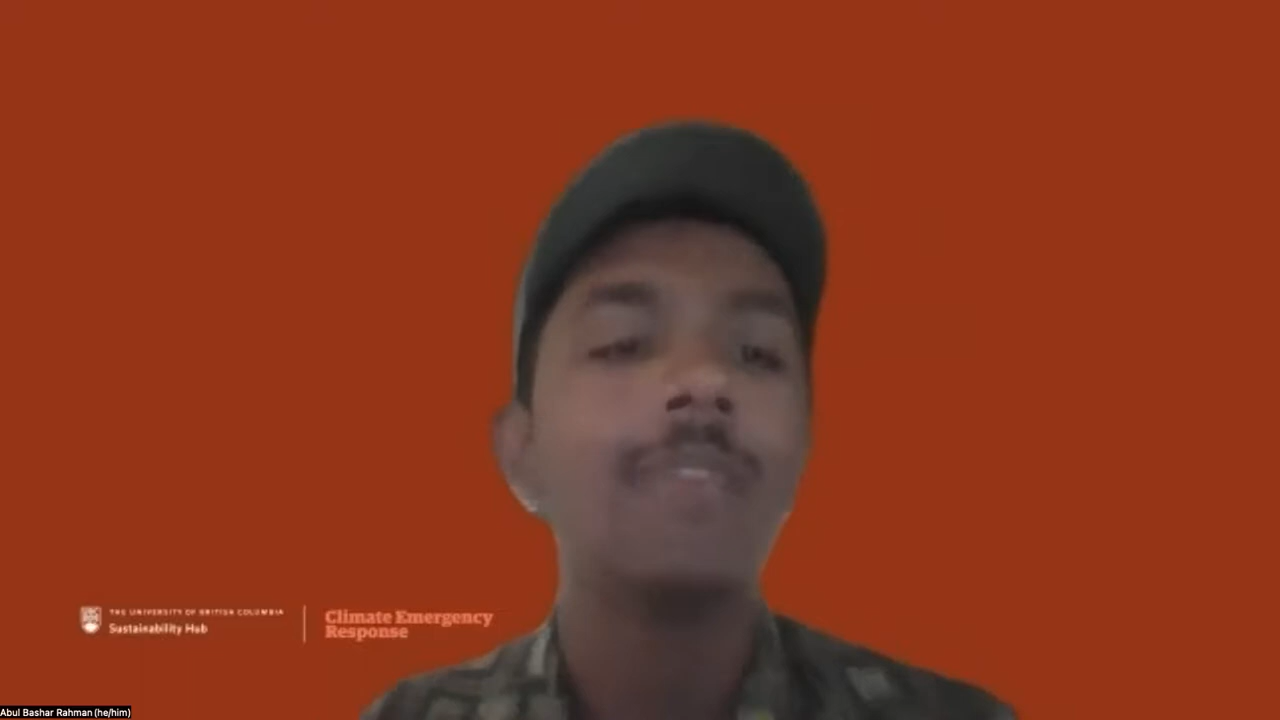 THE UNIVERSITY OF BRITISH COLUMBIA
Sustainability Hub
Climate Emergency
Response
Abul Bashar Rahman (he/him)